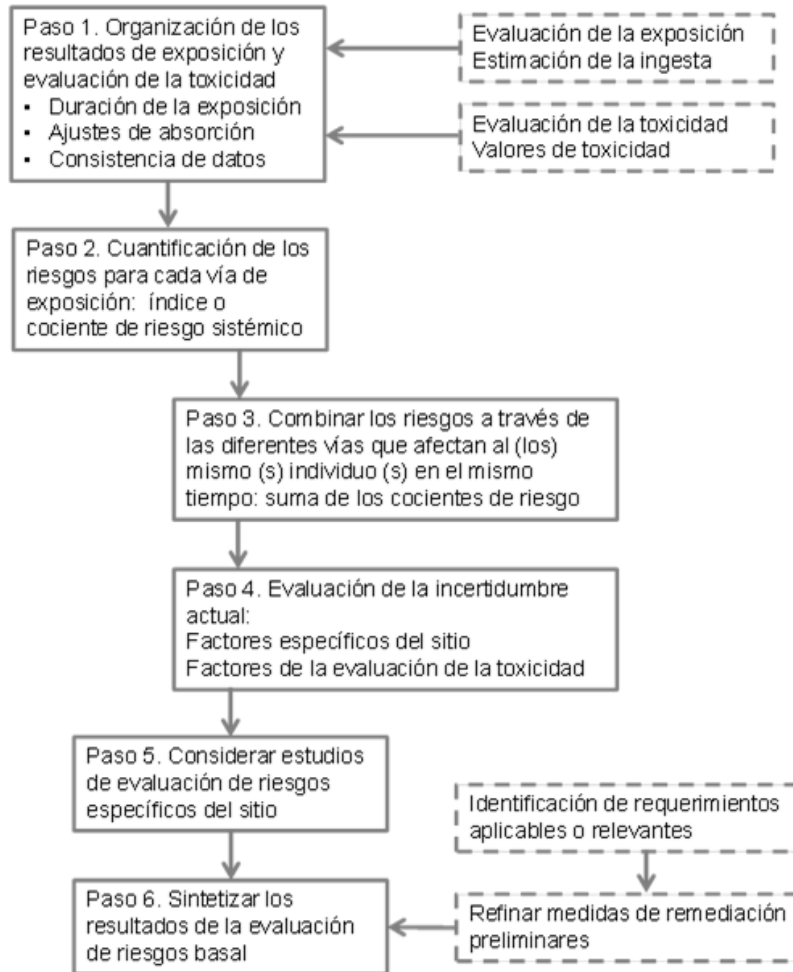 Paso 1. Organización de los
resultados de exposición y
evaluación de la toxicidad
▪ Duración de la exposición
▪ Ajustes de absorción
▪ Consistencia de datos
Evaluación de la exposición
Estimación de la ingesta
Evaluación de la toxicidad
Valores de toxicidad
Paso 2. Cuantificación de los
riesgos para cada vía de
exposición: índice o
cociente de riesgo sistémico
Paso 3. Combinar los riesgos a través de
las diferentes vías que afectan al (los)
mismo (s) individuo (s) en el mismo
tiempo: suma de los cocientes de riesgo
Paso 4. Evaluación de la incertidumbre
actual:
Factores específicos del sitio
Factores de la evaluación de la toxicidad
Paso 5. Considerar estudios
de evaluación de riesgos
específicos del sitio
Identificación de requerimientos
aplicables o relevantes
Paso 6. Sintetizar los
resultados de la evaluación
de riesgos basal
Refinar medidas de remediación
preliminares